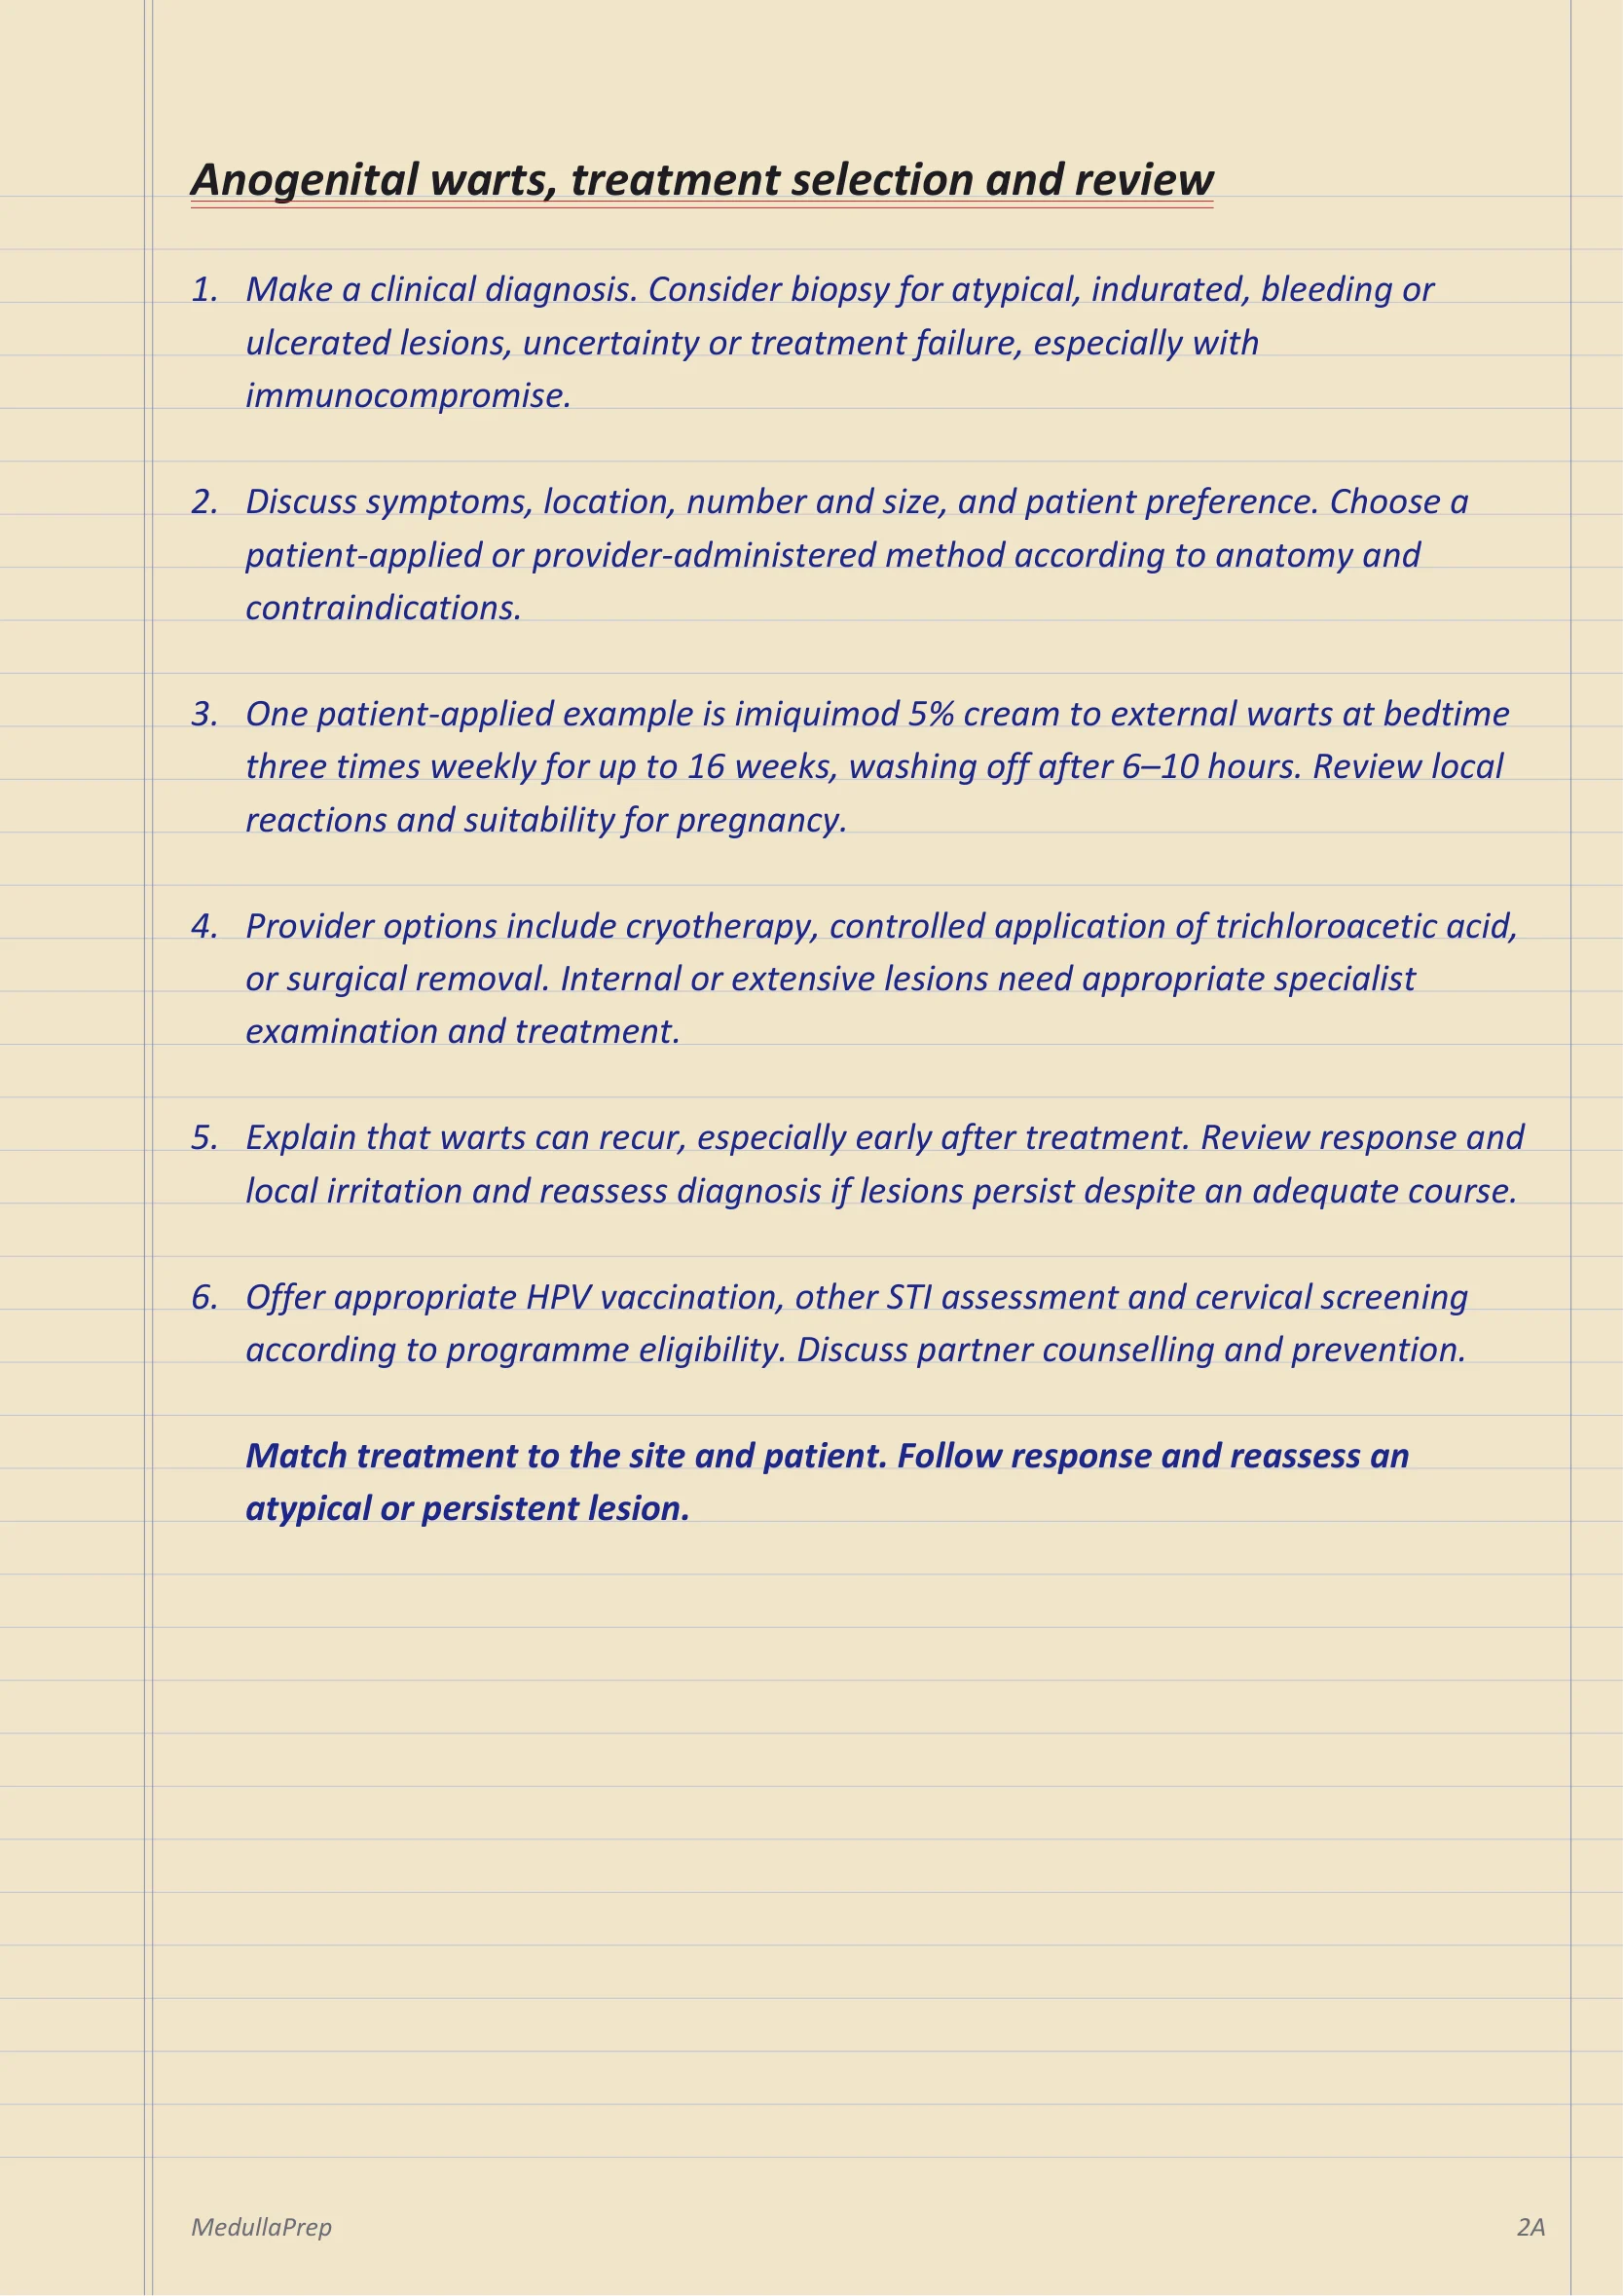 Anogenital warts, treatment selection and review
1. Make a clinical diagnosis. Consider biopsy for atypical, indurated, bleeding or
ulcerated lesions, uncertainty or treatment failure, especially with
immunocompromise.
2. Discuss symptoms, location, number and size, and patient preference. Choose a
patient-applied or provider-administered method according to anatomy and
contraindications.
3. One patient-applied example is imiquimod 5% cream to external warts at bedtime
three times weekly for up to 16 weeks, washing off after 6–10 hours. Review local
reactions and suitability for pregnancy.
4. Provider options include cryotherapy, controlled application of trichloroacetic acid,
or surgical removal. Internal or extensive lesions need appropriate specialist
examination and treatment.
5. Explain that warts can recur, especially early after treatment. Review response and
local irritation and reassess diagnosis if lesions persist despite an adequate course.
6. Offer appropriate HPV vaccination, other STI assessment and cervical screening
according to programme eligibility. Discuss partner counselling and prevention.
Match treatment to the site and patient. Follow response and reassess an
atypical or persistent lesion.
MedullaPrep
2A